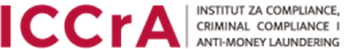 ICCrA
INSTITUT ZA COMPLIANCE,
CRIMINAL COMPLIANCE I
ANTI-MONEY LAUNDERING